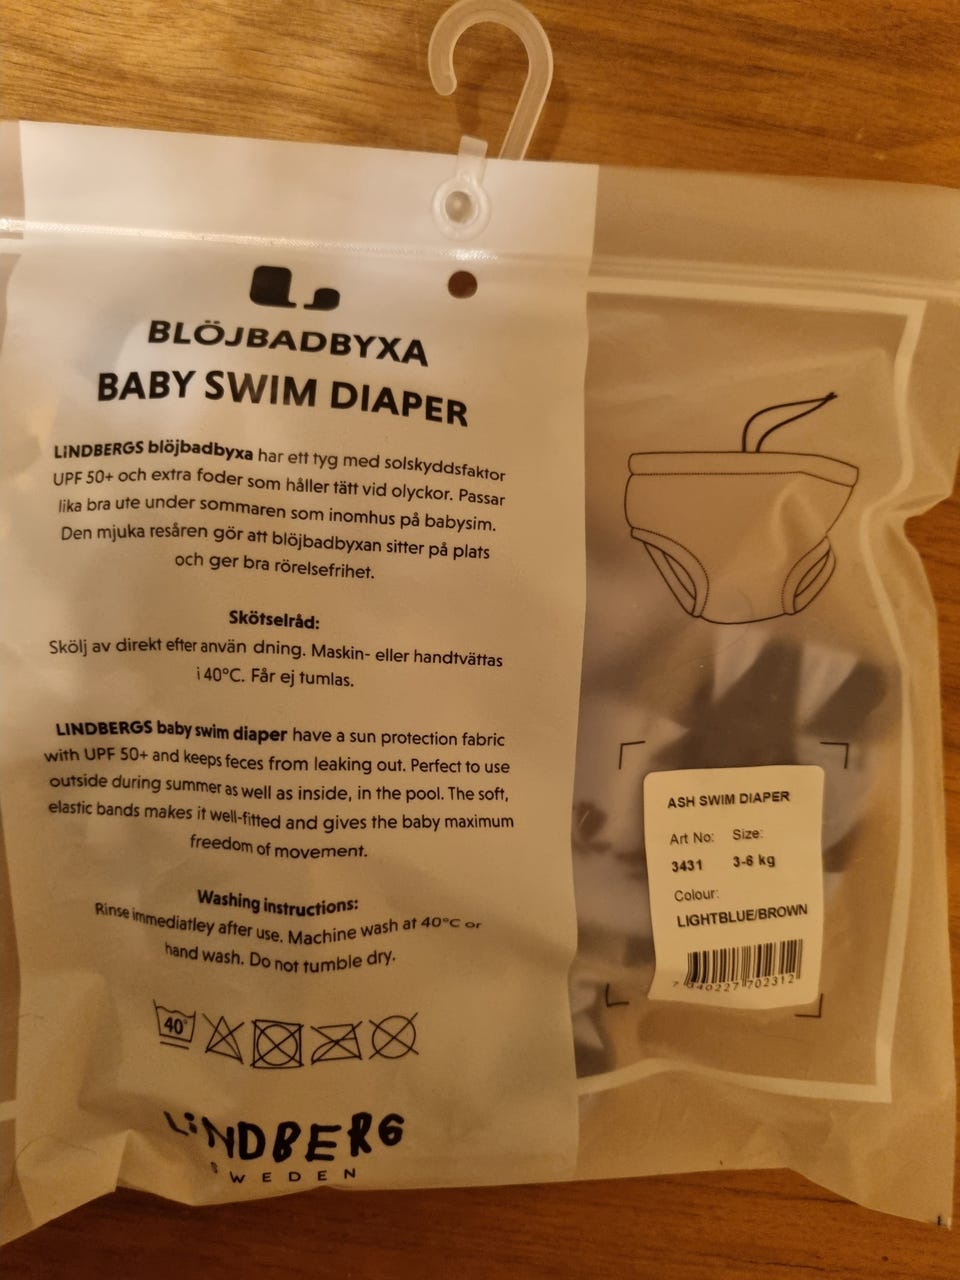 BLÖJBADBYXA
BABY SWIM DIAPER
LINDBERGS blöjbadbyxa har ett tyg med solskyddsfaktor
UPF 50+ och extra foder som håller tätt vid olyckor. Passar
lika bra ute under sommaren som inomhus på babysim.
Den mjuka resåren gör att blöjbadbyxan sitter på plats
och ger bra rörelsefrihet.
Skötselråd:
Skölj av direkt efter använ dning. Maskin- eller handtvättas
i 40°C. Får ej tumlas.
LINDBERGS baby swim diaper have a sun protection fabric
with UPF 50+ and keeps feces from leaking out. Perfect to use
outside during summer as well as inside, in the pool. The soft,
elastic bands makes it well-fitted and gives the baby maximum
freedom of movement.
Washing instructions:
Rinse immediatley after use. Machine wash at 40°C or
hand wash. Do not tumble dry.
40°
LINDBERG
SWEDEN
ASH SWIM DIAPER
Art No: Size:
3431 3-6 kg
Colour:
LIGHTBLUE/BROWN
7 340227 702312